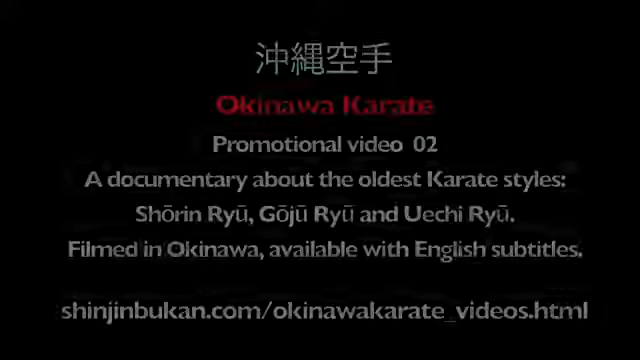 沖縄空手
Okinawa Karate
Promotional video 02
A documentary about the oldest Karate styles:
Shōrin Ryū, Gōjū Ryū and Uechi Ryū.
Filmed in Okinawa, available with English subtitles.
shinjinbukan.com/okinawakarate_videos.html